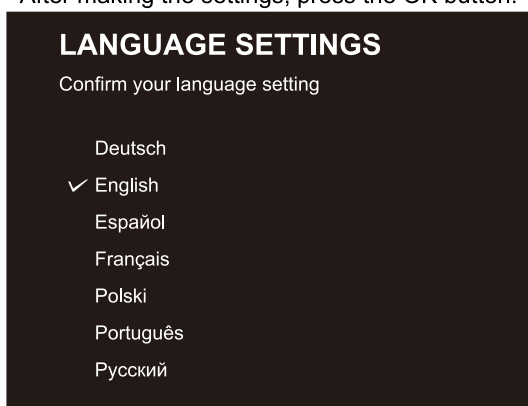 After making the settings, press the OK button.
LANGUAGE SETTINGS
Confirm your language setting
Deutsch
✓ English
Espaйol
Français
Polski
Português
Русский